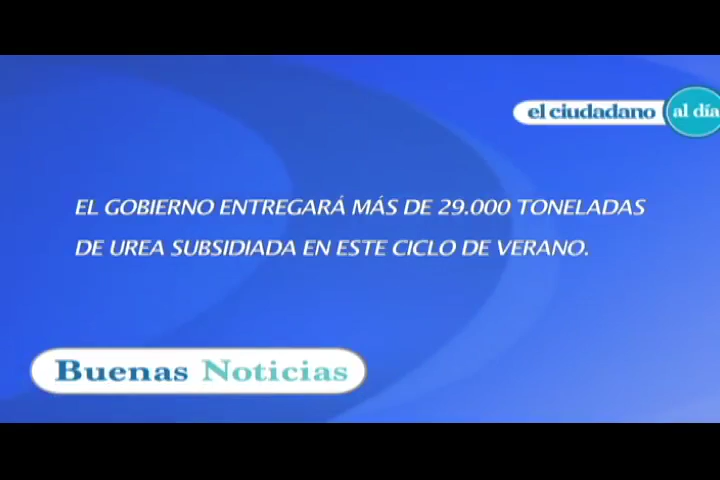 el ciudadano al día
EL GOBIERNO ENTREGARÁ MÁS DE 29.000 TONELADAS
DE UREA SUBSIDIADA EN ESTE CICLO DE VERANO.
Buenas Noticias